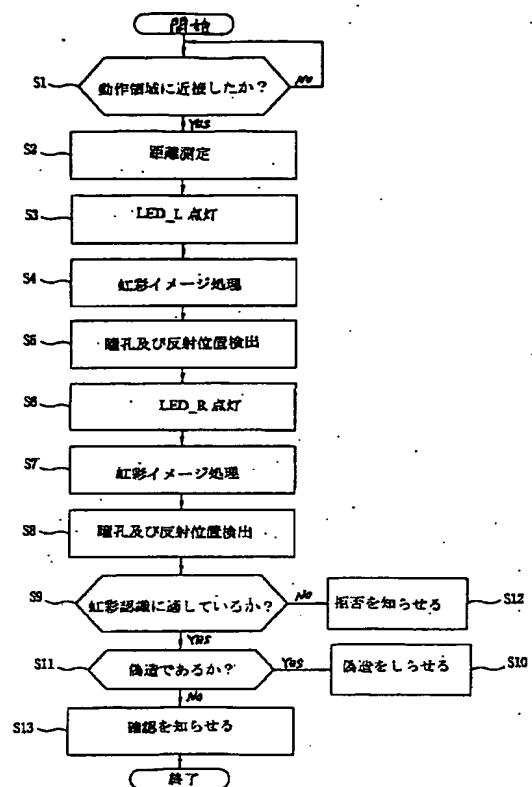 開始
S1
動作領域に近接したか?
NO
YES
S2
距離測定
S3
LED_L 点灯
S4
虹彩イメージ処理
S5
瞳孔及び反射位置検出
S6
LED_R 点灯
S7
虹彩イメージ処理
S8
瞳孔及び反射位置検出
S9
虹彩認識に適しているか?
NO
拒否を知らせる
S12
YES
S11
偽造であるか?
YES
偽造をしらせる
S10
NO
S13
確認を知らせる
終了